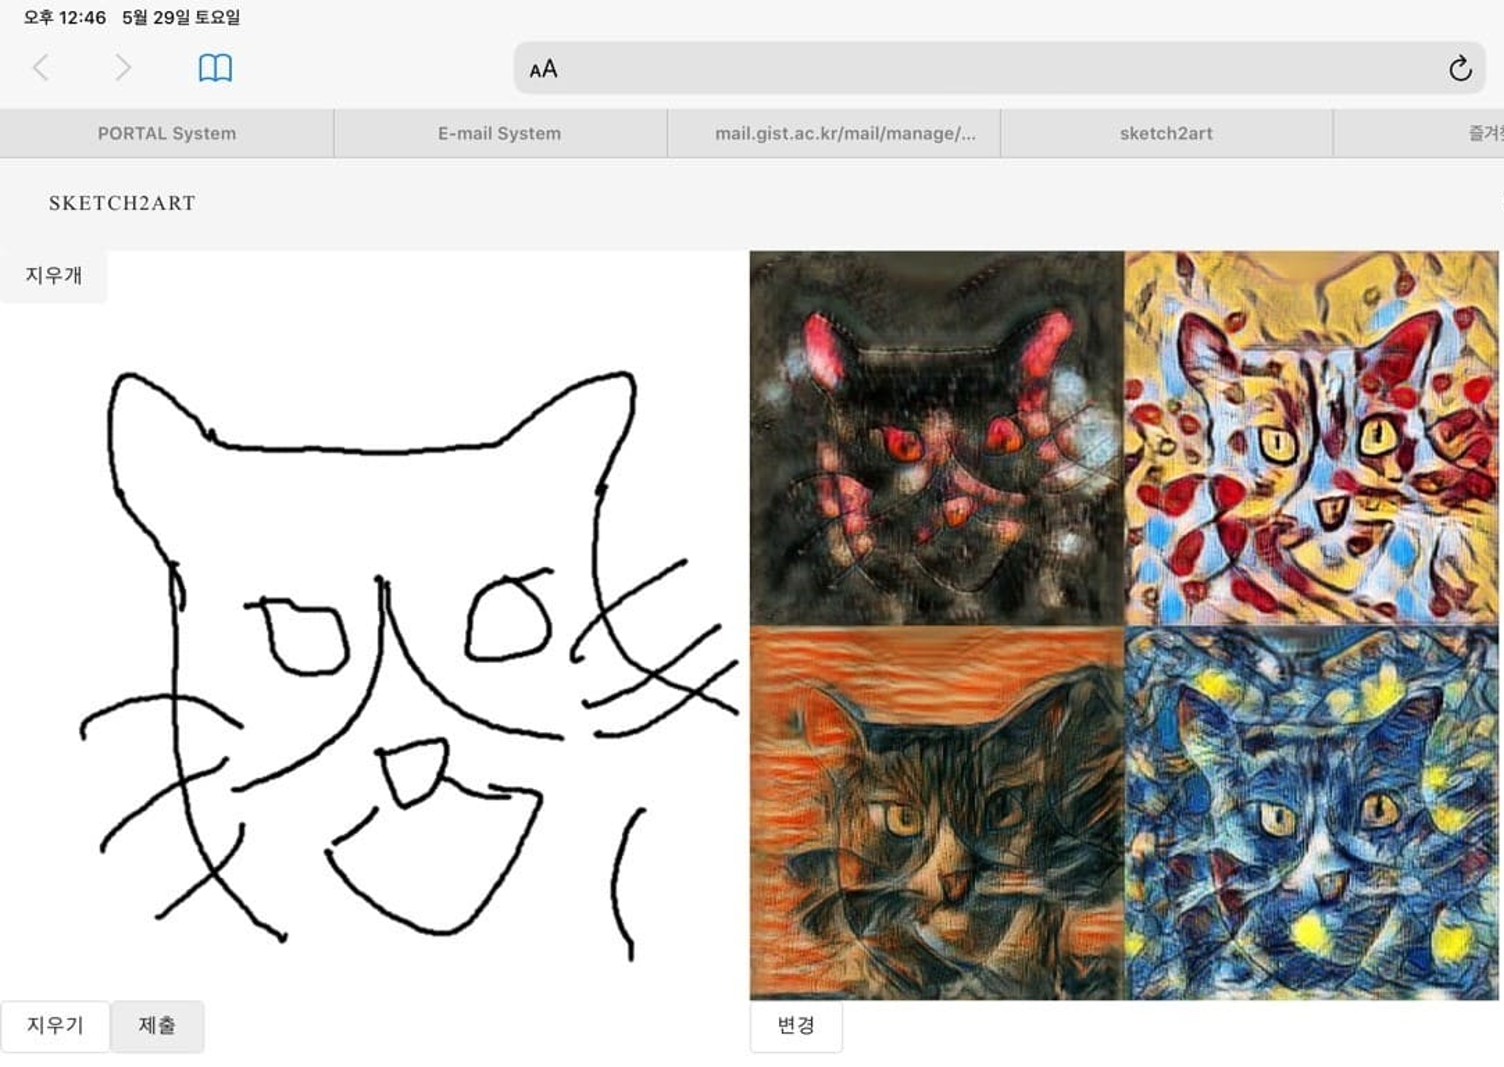 오후 12:46 5월 29일 토요일
AA
PORTAL System
E-mail System
mail.gist.ac.kr/mail/manage/...
sketch2art
즐겨
SKETCH2ART
지우개
지우기
제출
변경